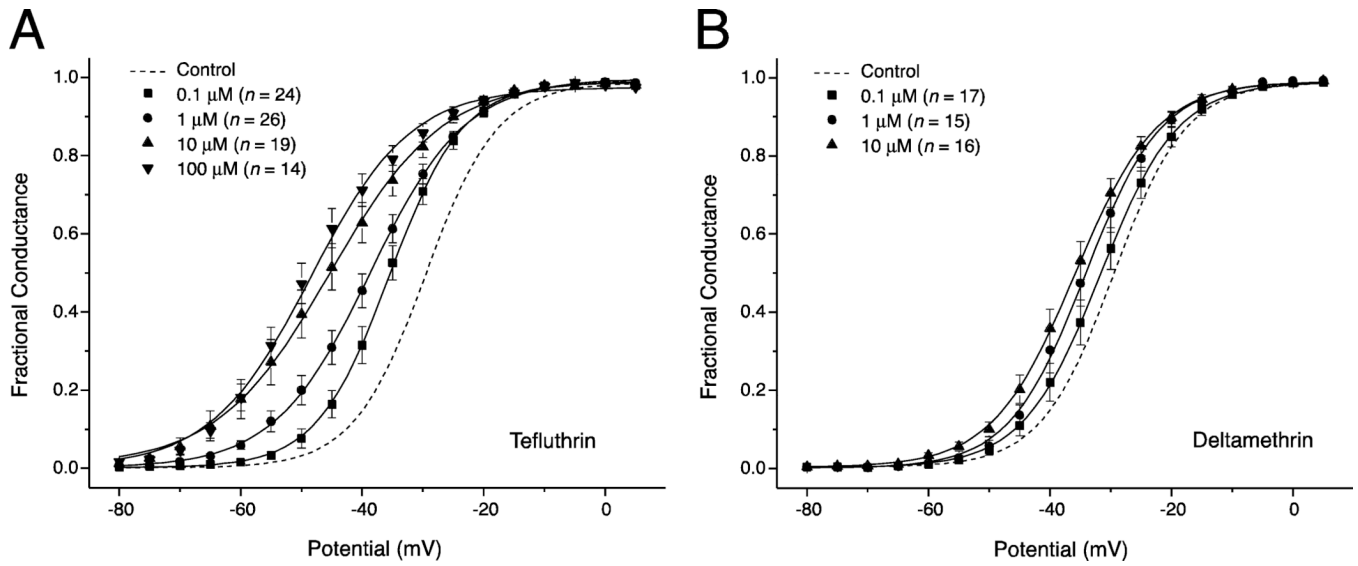 A
Control
0.1 μM (n = 24)
1 μM (n = 26)
10 μM (n = 19)
100 μM (n = 14)
Fractional Conductance
1.0
0.8
0.6
0.4
0.2
0.0
Tefluthrin
-80
-60
-40
-20
0
Potential (mV)
B
Control
0.1 μM (n = 17)
1 μM (n = 15)
10 μM (n = 16)
Fractional Conductance
1.0
0.8
0.6
0.4
0.2
0.0
Deltamethrin
-80
-60
-40
-20
0
Potential (mV)